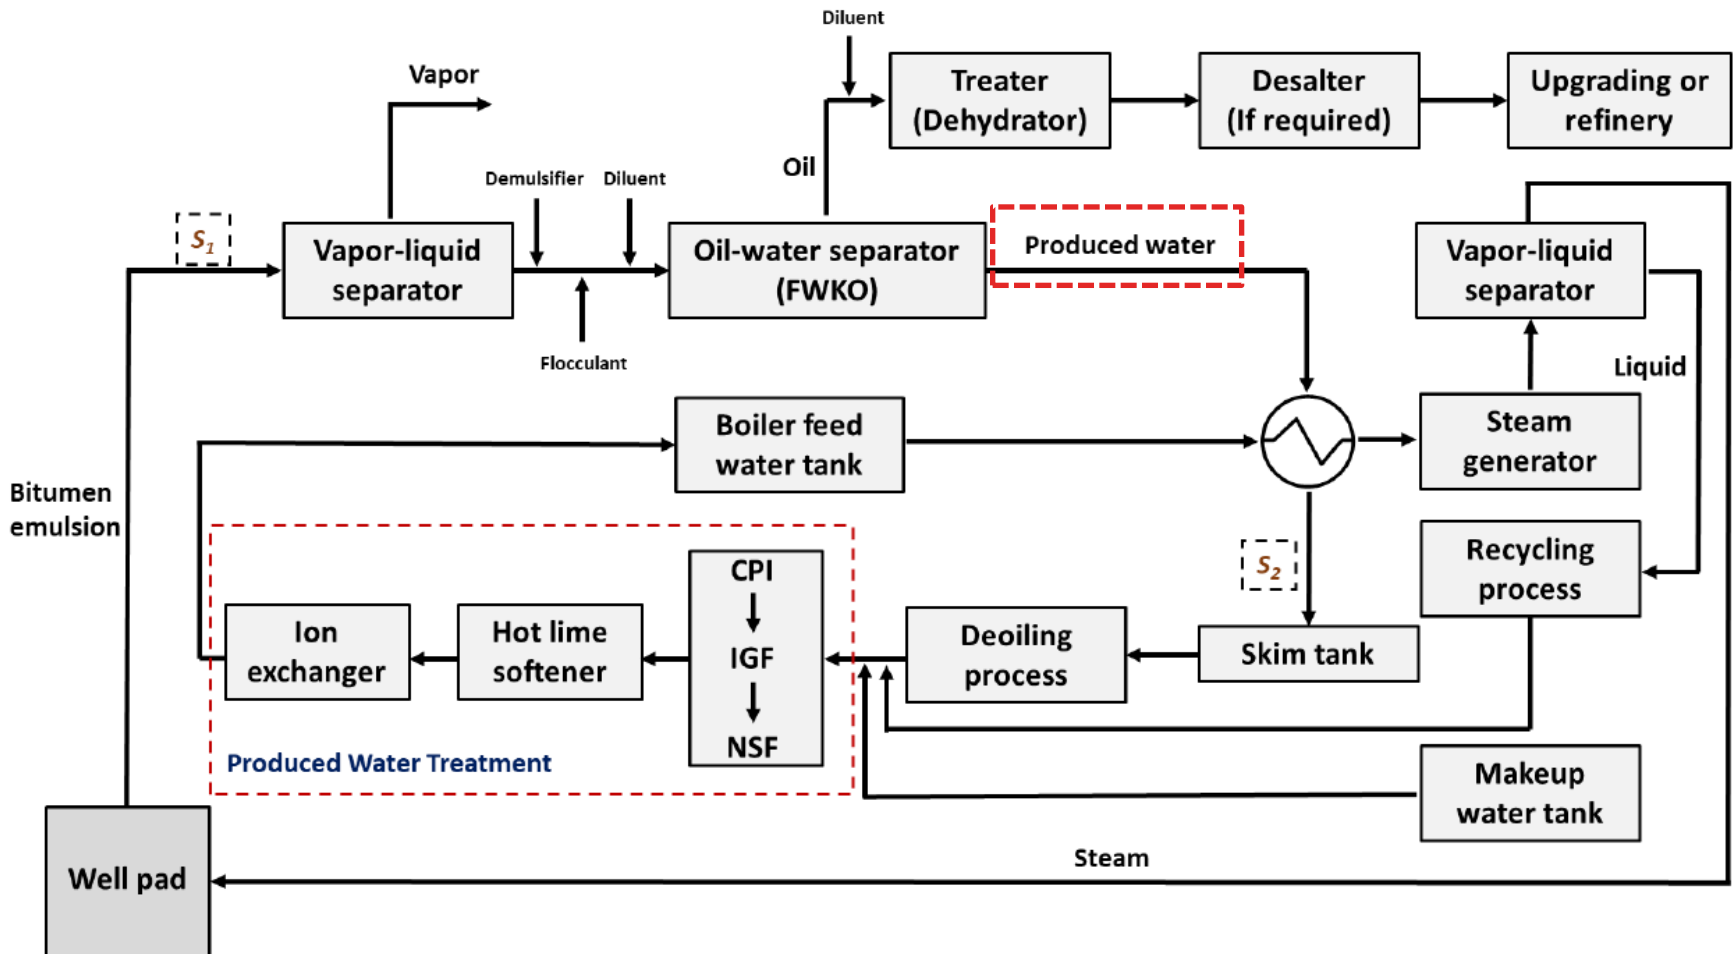 Diluent
Vapor
Treater
(Dehydrator)
Desalter
(If required)
Upgrading or
refinery
Oil
Demulsifier
Diluent
S1
Vapor-liquid
separator
Oil-water separator
(FWKO)
Produced water
Vapor-liquid
separator
Flocculant
Liquid
Boiler feed
water tank
Steam
generator
Bitumen
emulsion
Recycling
process
S2
CPI
IGF
NSF
Ion
exchanger
Hot lime
softener
Deoiling
process
Skim tank
Produced Water Treatment
Makeup
water tank
Steam
Well pad